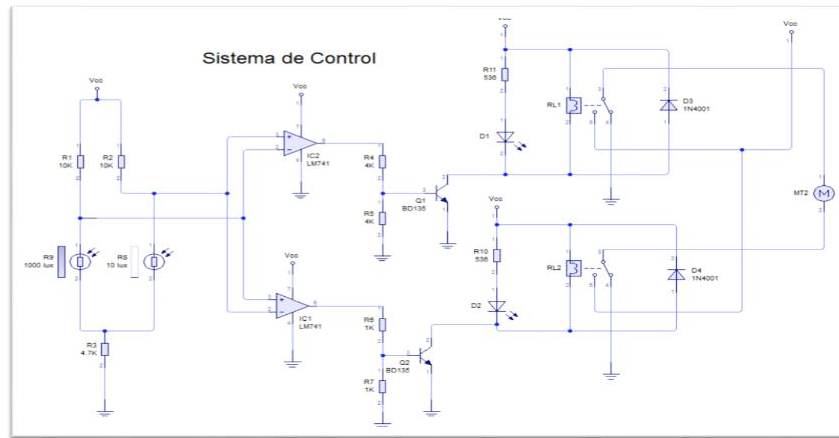 Sistema de Control
Vcc
Vcc
Vcc
Vcc
R11
536
D1
RL1
D3
1N4001
R1
10K
R2
10K
IC2
LM741
R4
4K
R5
4K
Q1
BD135
MT2
R9
1000 lux
R8
10 lux
Vcc
Vcc
R10
536
RL2
D4
1N4001
D2
IC1
LM741
R6
1K
R3
4.7K
Q2
BD135
R7
1K